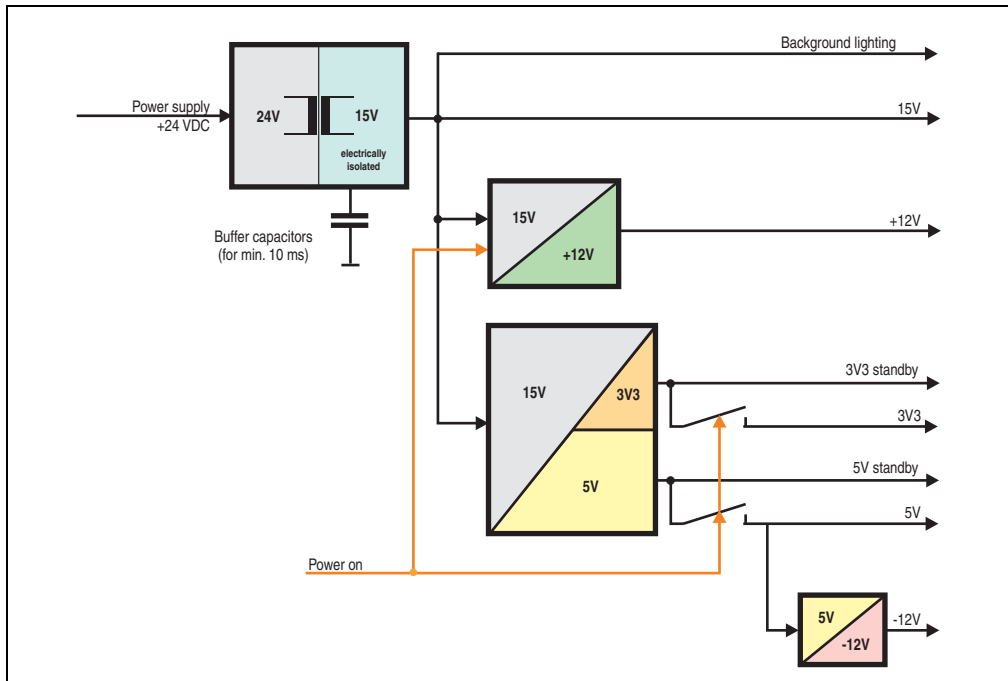 Background lighting
Power supply
+24 VDC
24V
15V
electrically
isolated
15V
Buffer capacitors
(for min. 10 ms)
15V
+12V
+12V
15V
3V3
5V
3V3 standby
3V3
5V standby
5V
Power on
5V
-12V
-12V